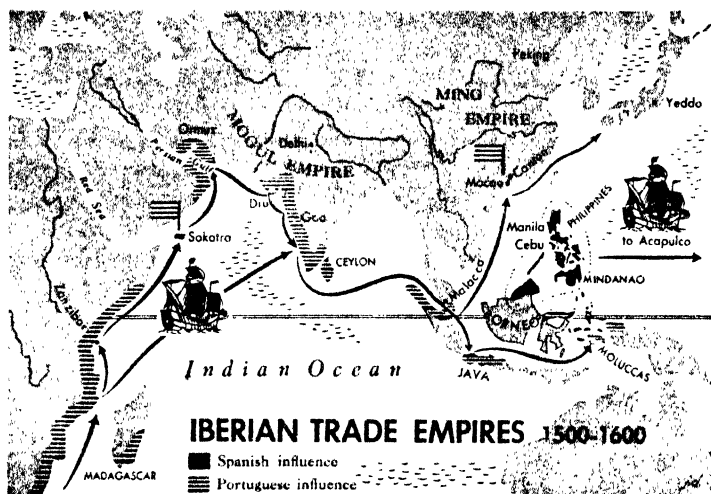 Peking
MING
EMPIRE
Yeddo
Ormuz
Persian
MOGUL
EMPIRE
Delhi
Macao
Canton
Red Sea
Diu
Goa
Sokotra
CEYLON
Manila
Cebu
PHILIPPINES
to Acapulco
MINDANAO
Malacca
Zanzibar
BORNEO
MOLUCCAS
JAVA
Indian Ocean
MADAGASCAR
IBERIAN TRADE EMPIRES 1500-1600
Spanish influence
Portuguese influence